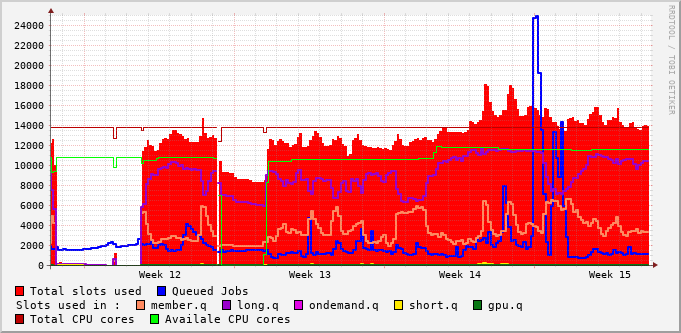 24000
22000
20000
18000
16000
14000
12000
10000
8000
6000
4000
2000
0
Week 12 Week 13 Week 14 Week 15
Total slots used Queued Jobs
Slots used in : member.q long.q ondemand.q short.q gpu.q
Total CPU cores Availale CPU cores
RRDTOOL / TOBI OETIKER